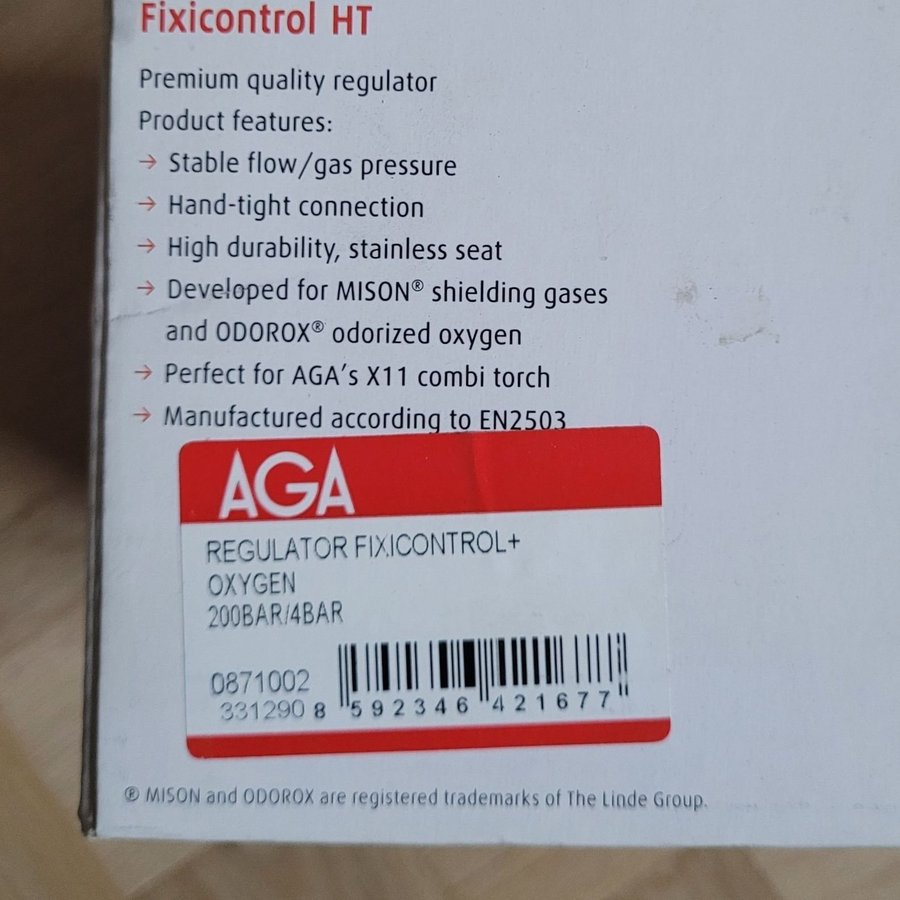 Fixicontrol HT
Premium quality regulator
Product features:
→ Stable flow/gas pressure
→ Hand-tight connection
→ High durability, stainless seat
→ Developed for MISON® shielding gases
and ODOROX® odorized oxygen
→ Perfect for AGA's X11 combi torch
→ Manufactured according to EN2503
AGA
REGULATOR FIXICONTROL+
OXYGEN
200BAR/4BAR
0871002
331290
8 592346 421677
® MISON and ODOROX are registered trademarks of The Linde Group.